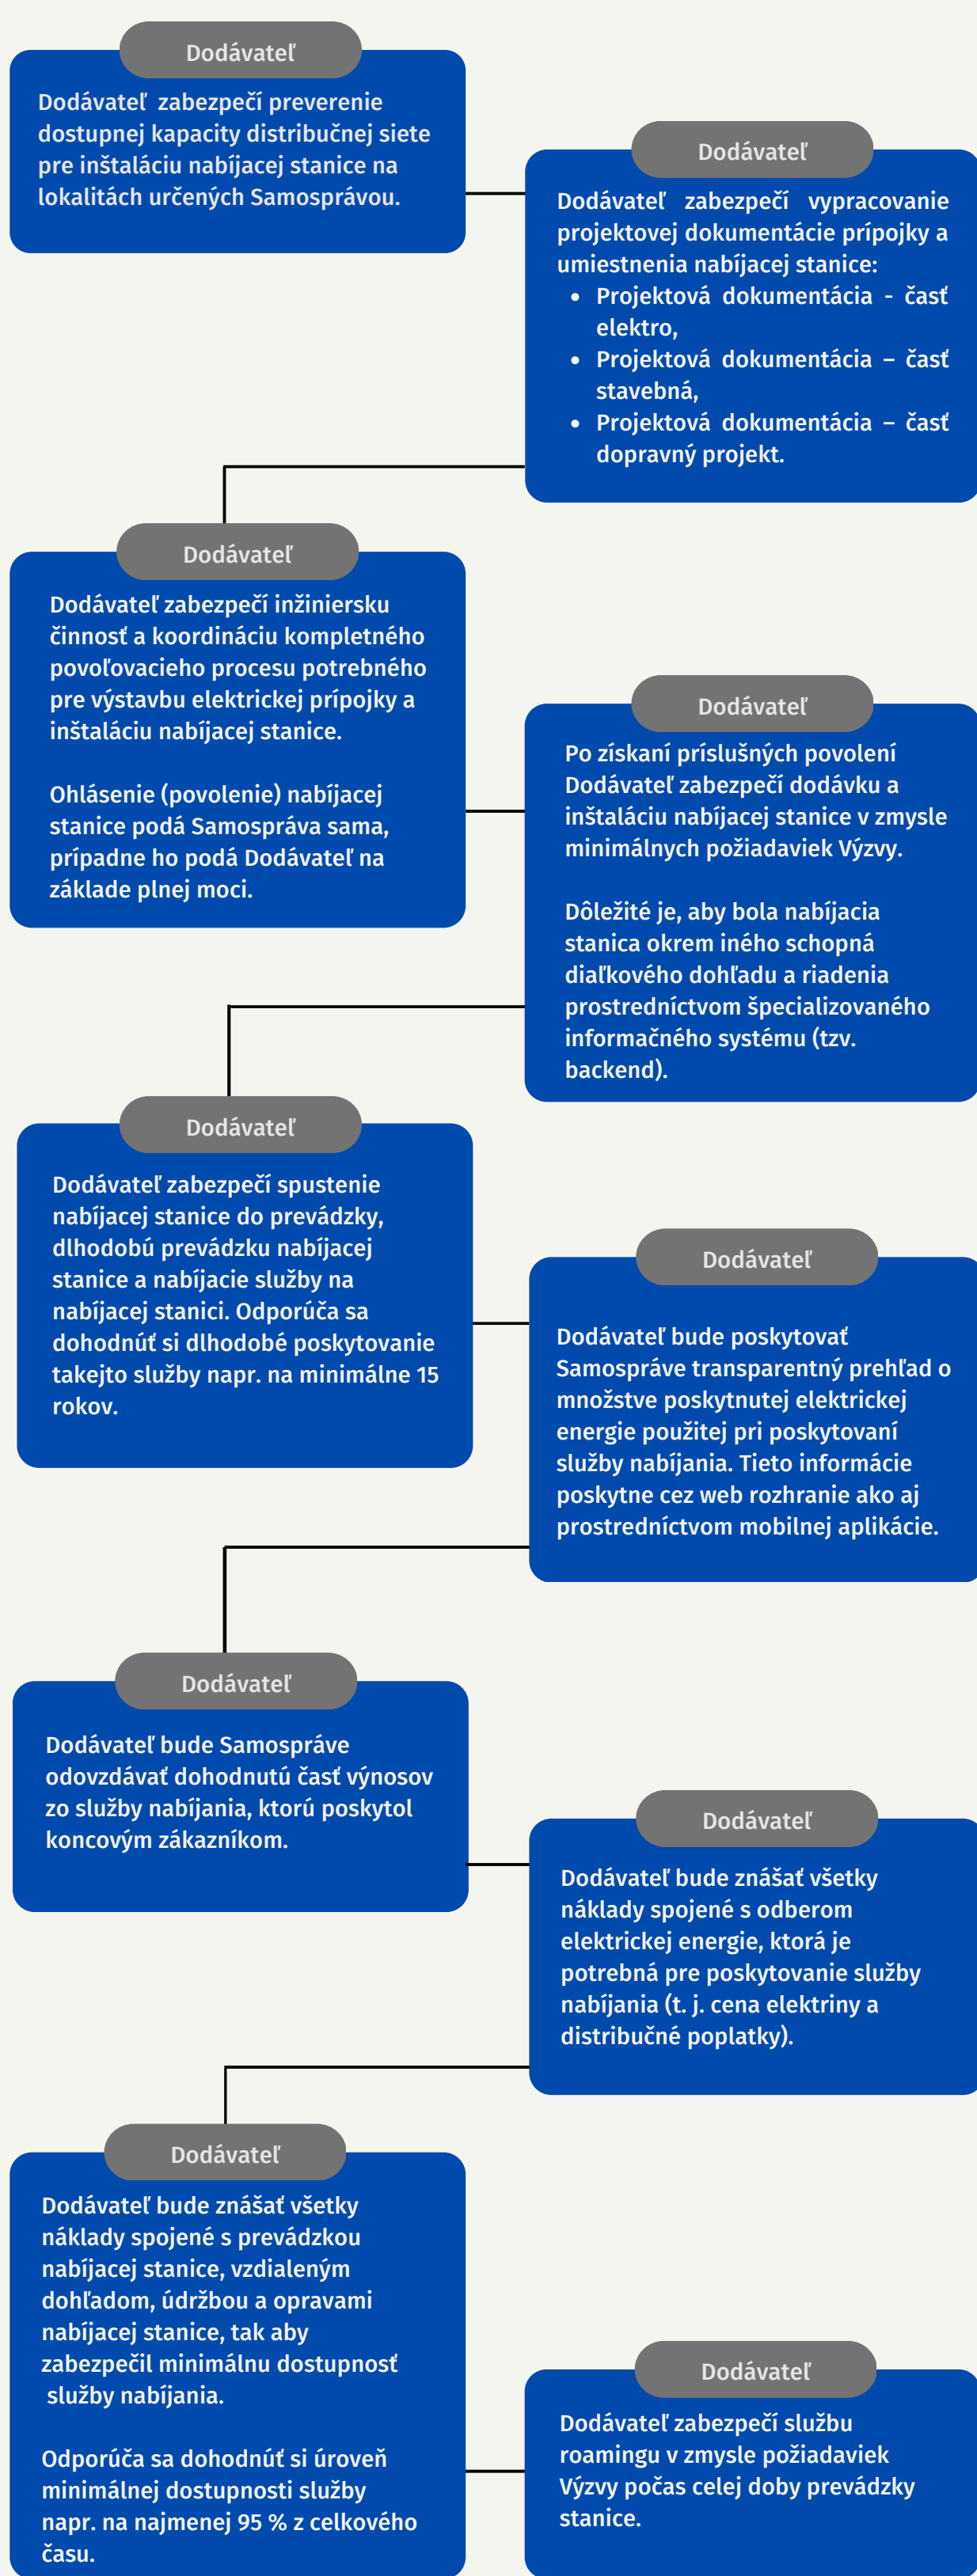 Dodávateľ
Dodávateľ zabezpečí preverenie
dostupnej kapacity distribučnej siete
pre inštaláciu nabíjacej stanice na
lokalitách určených Samosprávou.
Dodávateľ
Dodávateľ zabezpečí vypracovanie
projektovej dokumentácie prípojky a
umiestnenia nabíjacej stanice:
• Projektová dokumentácia - časť
elektro,
• Projektová dokumentácia – časť
stavebná,
• Projektová dokumentácia – časť
dopravný projekt.
Dodávateľ
Dodávateľ zabezpečí inžiniersku
činnosť a koordináciu kompletného
povoľovacieho procesu potrebného
pre výstavbu elektrickej prípojky a
inštaláciu nabíjacej stanice.
Ohlásenie (povolenie) nabíjacej
stanice podá Samospráva sama,
prípadne ho podá Dodávateľ na
základe plnej moci.
Dodávateľ
Po získaní príslušných povolení
Dodávateľ zabezpečí dodávku a
inštaláciu nabíjacej stanice v zmysle
minimálnych požiadaviek Výzvy.
Dôležité je, aby bola nabíjacia
stanica okrem iného schopná
diaľkového dohľadu a riadenia
prostredníctvom špecializovaného
informačného systému (tzv.
backend).
Dodávateľ
Dodávateľ zabezpečí spustenie
nabíjacej stanice do prevádzky,
dlhodobú prevádzku nabíjacej
stanice a nabíjacie služby na
nabíjacej stanici. Odporúča sa
dohodnúť si dlhodobé poskytovanie
takejto služby napr. na minimálne 15
rokov.
Dodávateľ
Dodávateľ bude poskytovať
Samospráve transparentný prehľad o
množstve poskytnutej elektrickej
energie použitej pri poskytovaní
služby nabíjania. Tieto informácie
poskytne cez web rozhranie ako aj
prostredníctvom mobilnej aplikácie.
Dodávateľ
Dodávateľ bude Samospráve
odovzdávať dohodnutú časť výnosov
zo služby nabíjania, ktorú poskytol
koncovým zákazníkom.
Dodávateľ
Dodávateľ bude znášať všetky
náklady spojené s odberom
elektrickej energie, ktorá je
potrebná pre poskytovanie služby
nabíjania (t. j. cena elektriny a
distribučné poplatky).
Dodávateľ
Dodávateľ bude znášať všetky
náklady spojené s prevádzkou
nabíjacej stanice, vzdialeným
dohľadom, údržbou a opravami
nabíjacej stanice, tak aby
zabezpečil minimálnu dostupnosť
služby nabíjania.
Odporúča sa dohodnúť si úroveň
minimálnej dostupnosti služby
napr. na najmenej 95 % z celkového
času.
Dodávateľ
Dodávateľ zabezpečí službu
roamingu v zmysle požiadaviek
Výzvy počas celej doby prevádzky
stanice.